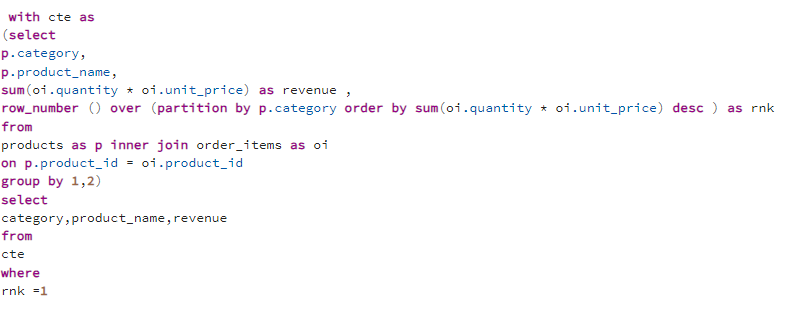 with cte as
(select
p.category,
p.product_name,
sum(oi.quantity * oi.unit_price) as revenue ,
row_number () over (partition by p.category order by sum(oi.quantity * oi.unit_price) desc ) as rnk
from
products as p inner join order_items as oi
on p.product_id = oi.product_id
group by 1,2)
select
category,product_name,revenue
from
cte
where
rnk =1